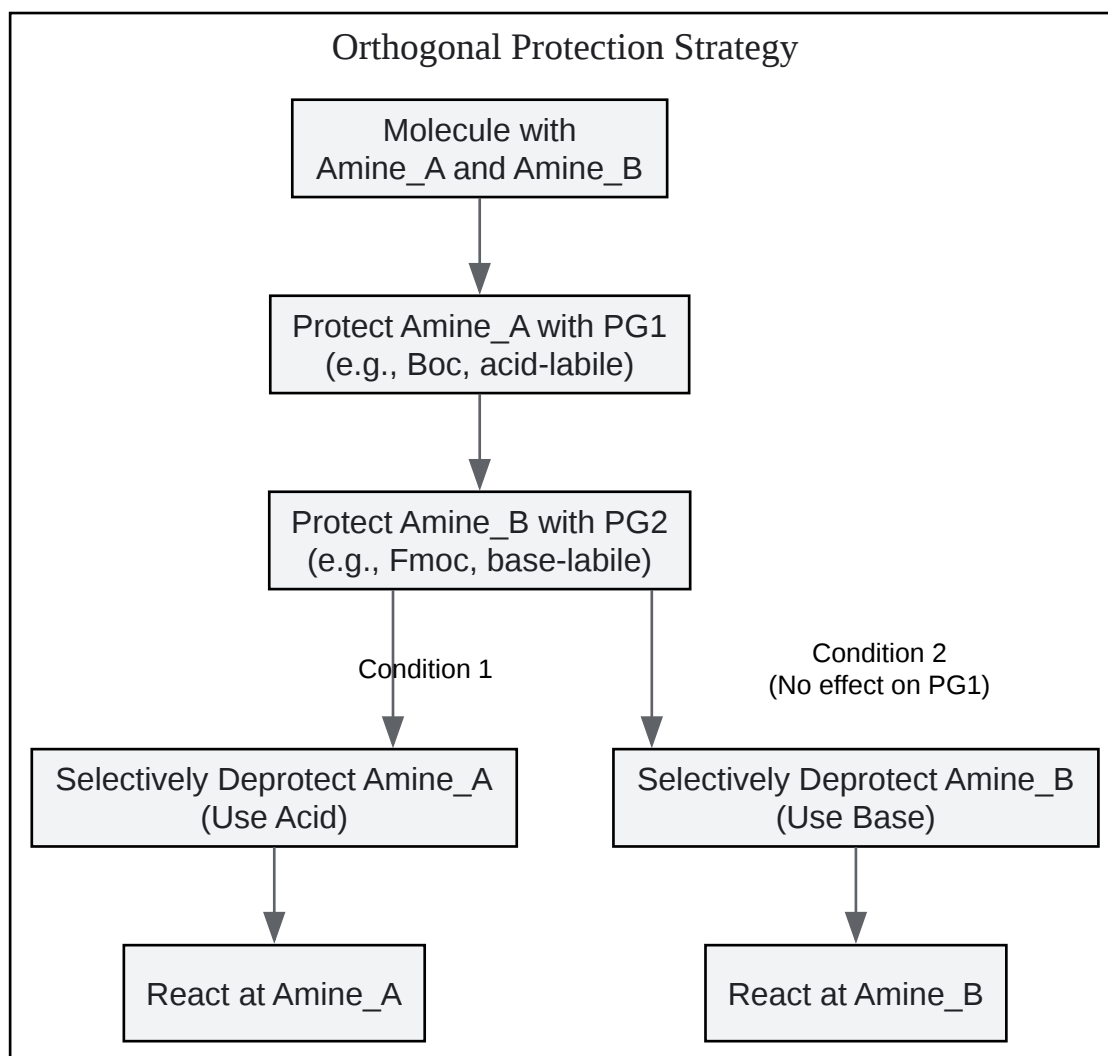 Orthogonal Protection Strategy
Molecule with
Amine_A and Amine_B
Protect Amine_A with PG1
(e.g., Boc, acid-labile)
Protect Amine_B with PG2
(e.g., Fmoc, base-labile)
Condition 1
Condition 2
(No effect on PG1)
Selectively Deprotect Amine_A
(Use Acid)
Selectively Deprotect Amine_B
(Use Base)
React at Amine_A
React at Amine_B